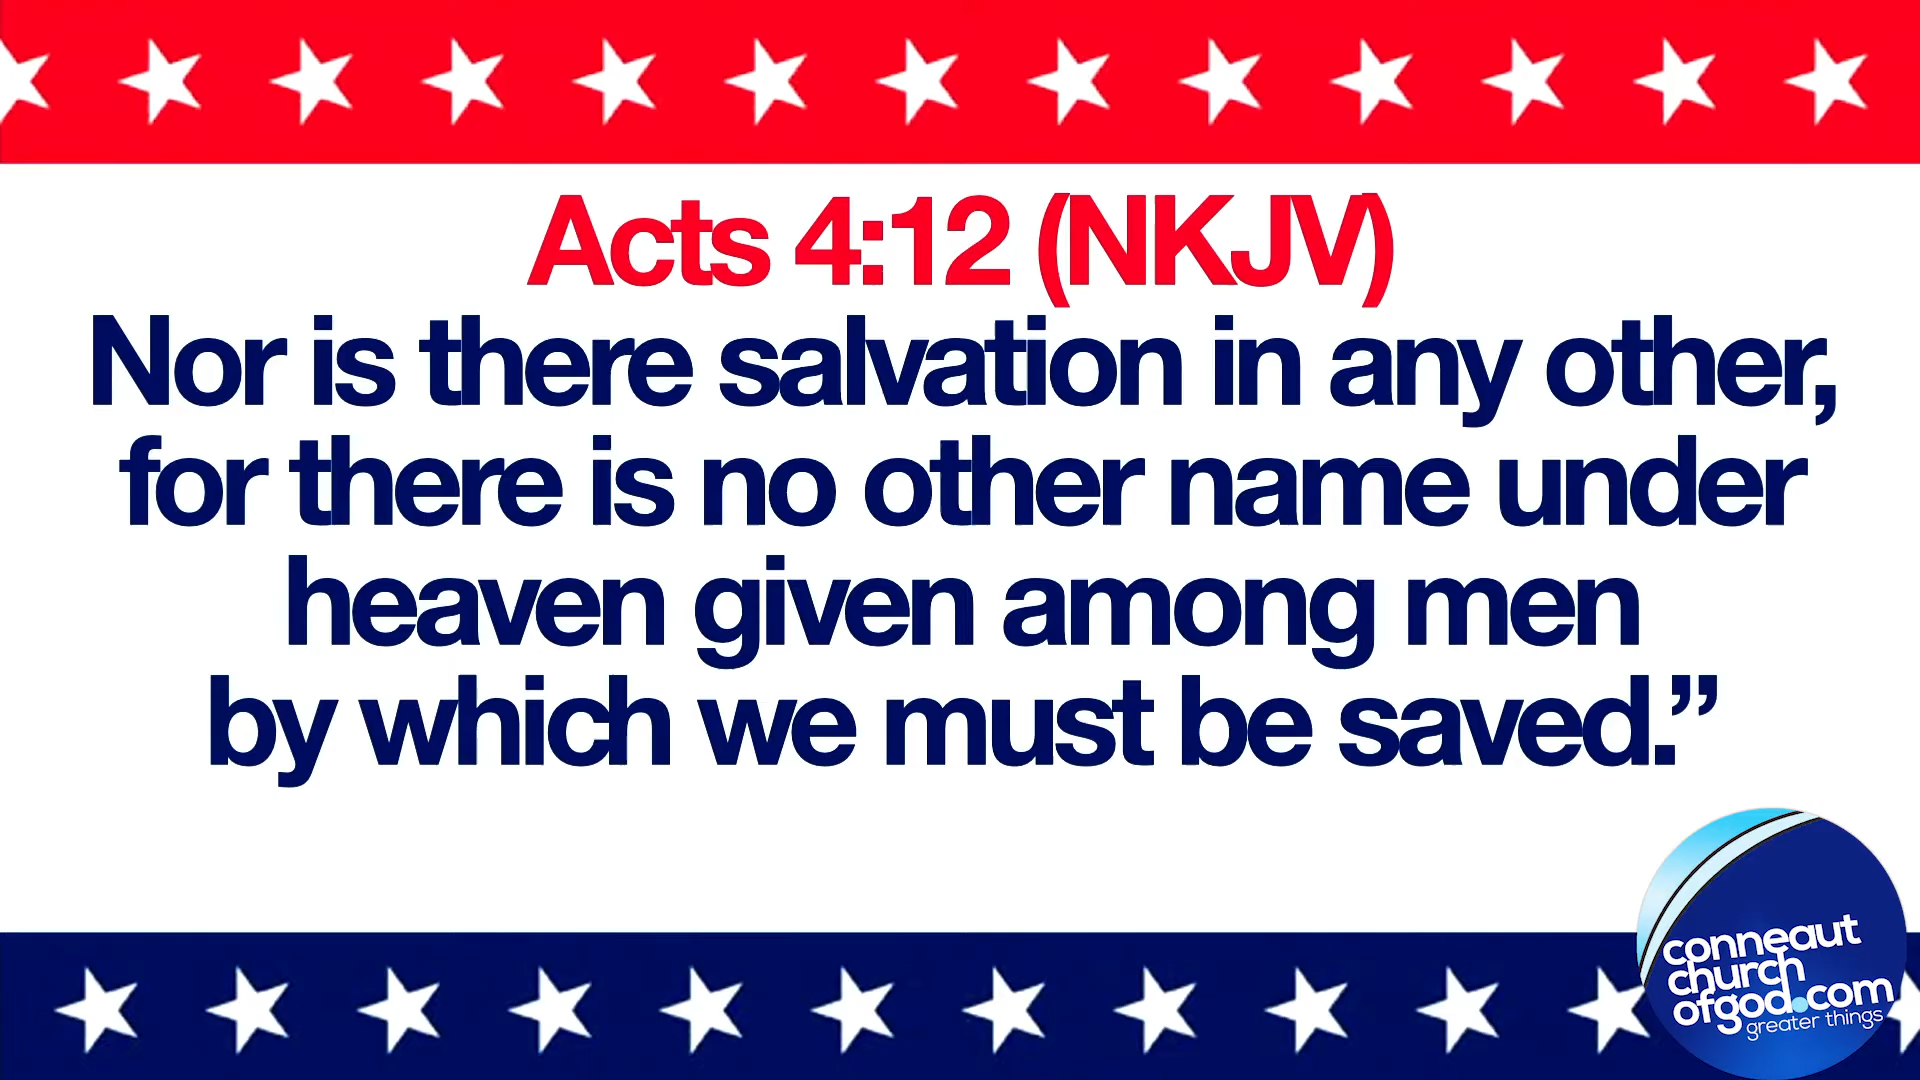 Acts 4:12 (NKJV)
Nor is there salvation in any other,
for there is no other name under
heaven given among men
by which we must be saved.”
conneaut
church
ofgod.com
greater things